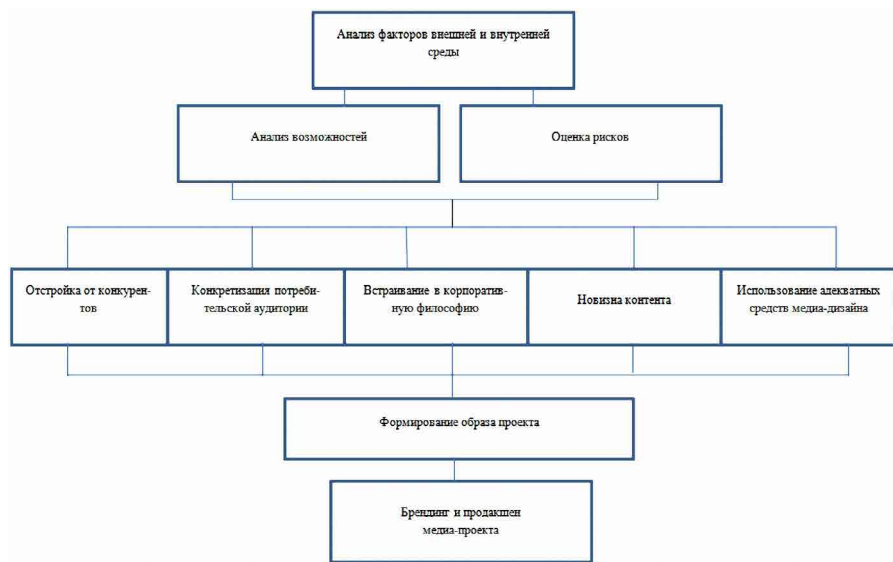 Анализ факторов внешней и внутренней
среды
Анализ возможностей
Оценка рисков
Отстройка от конкурен-
тов
Конкретизация потреби-
тельской аудитории
Встраивание в корпоратив-
ную философию
Новизна контента
Использование адекватных
средств медиа-дизайна
Формирование образа проекта
Брендинг и продакшен
медиа-проекта